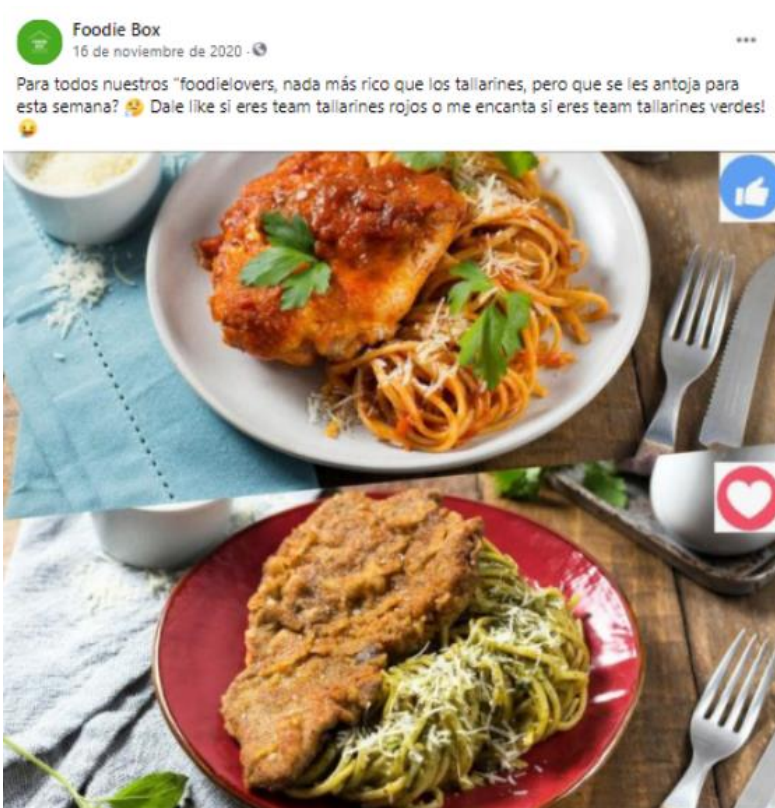 Foodie Box
16 de noviembre de 2020 ·
Para todos nuestros "foodielovers, nada más rico que los tallarines, pero que se les antoja para
esta semana? 🤔 Dale like si eres team tallarines rojos o me encanta si eres team tallarines verdes!
😜